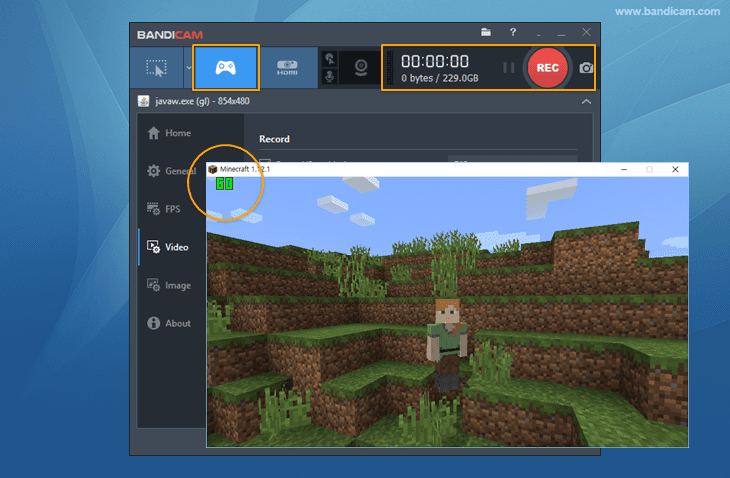 www.bandicam.com
BANDICAM
?
HDMI
00:00:00
0 bytes / 229.0GB
REC
javaw.exe (gl) - 854x480
Home
Record
General
Minecraft 1.12.1
FPS
Video
Image
About